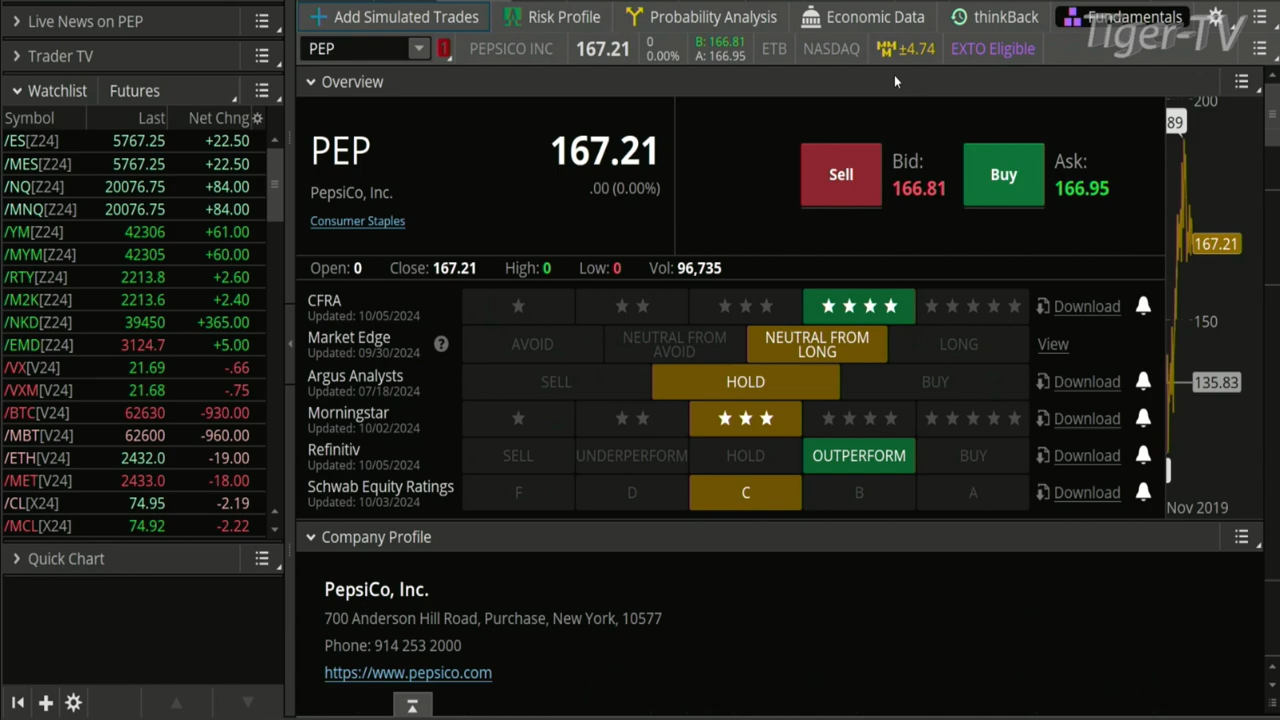 Live News on PEP
Add Simulated Trades Risk Profile Probability Analysis Economic Data thinkBack Fundamentals
Tiger-TV
Trader TV
PEP 1 PEPSICO INC 167.21 0 0.00% B: 166.81 A: 166.95 ETB NASDAQ MMM ±4.74 EXTO Eligible
Watchlist Futures
Symbol Last Net Chng
/ES[Z24] 5767.25 +22.50
/MES[Z24] 5767.25 +22.50
/NQ[Z24] 20076.75 +84.00
/MNQ[Z24] 20076.75 +84.00
/YM[Z24] 42306 +61.00
/MYM[Z24] 42305 +60.00
/RTY[Z24] 2213.8 +2.60
/M2K[Z24] 2213.6 +2.40
/NKD[Z24] 39450 +365.00
/EMD[Z24] 3124.7 +5.00
/VX[V24] 21.69 -.66
/VXM[V24] 21.68 -.75
/BTC[V24] 62630 -930.00
/MBT[V24] 62600 -960.00
/ETH[V24] 2432.0 -19.00
/MET[V24] 2433.0 -18.00
/CL[X24] 74.95 -2.19
/MCL[X24] 74.92 -2.22
Quick Chart
Overview
PEP 167.21
.00 (0.00%)
PepsiCo, Inc.
Consumer Staples
Sell Bid: 166.81 Buy Ask: 166.95
200
89
167.21
150
135.83
Nov 2019
Open: 0 Close: 167.21 High: 0 Low: 0 Vol: 96,735
CFRA
Updated: 10/05/2024
Download
Market Edge
Updated: 09/30/2024
? AVOID NEUTRAL FROM AVOID NEUTRAL FROM LONG LONG View
Argus Analysts
Updated: 07/18/2024
SELL HOLD BUY Download
Morningstar
Updated: 10/02/2024
Download
Refinitiv
Updated: 10/05/2024
SELL UNDERPERFORM HOLD OUTPERFORM BUY Download
Schwab Equity Ratings
Updated: 10/03/2024
F D C B A Download
Company Profile
PepsiCo, Inc.
700 Anderson Hill Road, Purchase, New York, 10577
Phone: 914 253 2000
https://www.pepsico.com